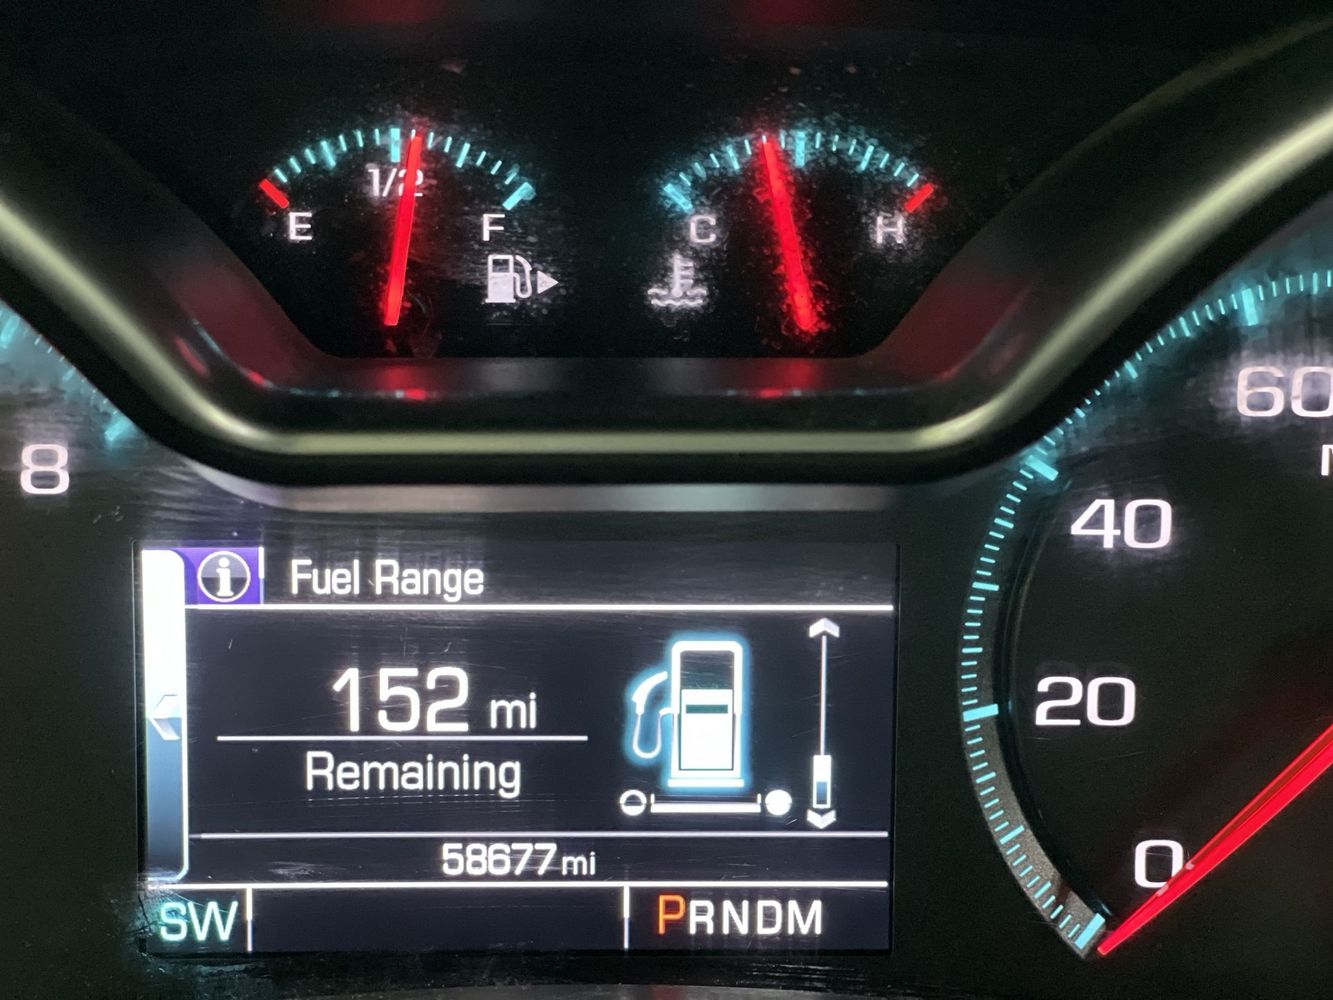 1/2
E F
C H
8
60
40
20
0
Fuel Range
152 mi
Remaining
58677 mi
SW
PRNDM